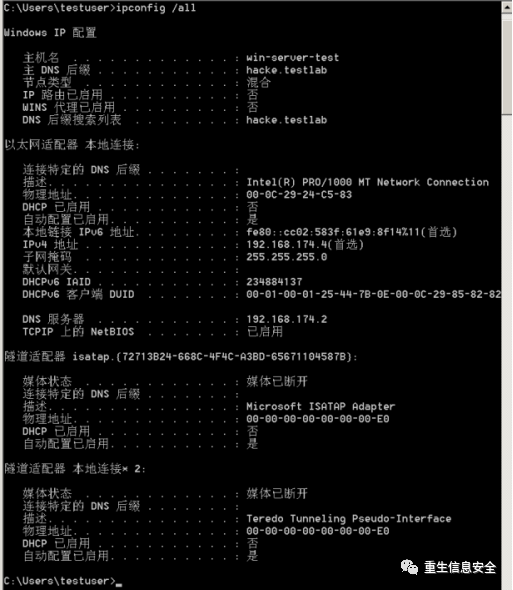 C:\Users\testuser>ipconfig /all
Windows IP 配置
主机名 . . . . . . . . . . . . . : win-server-test
主 DNS 后缀 . . . . . . . . . . . : hacke.testlab
节点类型 . . . . . . . . . . . . : 混合
IP 路由已启用 . . . . . . . . . . : 否
WINS 代理已启用 . . . . . . . . . : 否
DNS 后缀搜索列表 . . . . . . . . : hacke.testlab
以太网适配器 本地连接:
连接特定的 DNS 后缀 . . . . . . . :
描述. . . . . . . . . . . . . . . : Intel(R) PRO/1000 MT Network Connection
物理地址. . . . . . . . . . . . . : 00-0C-29-24-C5-83
DHCP 已启用 . . . . . . . . . . . : 否
自动配置已启用. . . . . . . . . . : 是
本地链接 IPv6 地址. . . . . . . . : fe80::cc02:583f:61e9:8f14%11(首选)
IPv4 地址 . . . . . . . . . . . . : 192.168.174.4(首选)
子网掩码 . . . . . . . . . . . . : 255.255.255.0
默认网关. . . . . . . . . . . . . :
DHCPv6 IAID . . . . . . . . . . . : 234884137
DHCPv6 客户端 DUID . . . . . . . : 00-01-00-01-25-44-7B-0E-00-0C-29-85-82-82
DNS 服务器 . . . . . . . . . . . : 192.168.174.2
TCPIP 上的 NetBIOS . . . . . . . : 已启用
隧道适配器 isatap.{72713B24-668C-4F4C-A3BD-65671104587B}:
媒体状态 . . . . . . . . . . . . : 媒体已断开
连接特定的 DNS 后缀 . . . . . . . :
描述. . . . . . . . . . . . . . . : Microsoft ISATAP Adapter
物理地址. . . . . . . . . . . . . : 00-00-00-00-00-00-00-E0
DHCP 已启用 . . . . . . . . . . . : 否
自动配置已启用. . . . . . . . . . : 是
隧道适配器 本地连接* 2:
媒体状态 . . . . . . . . . . . . : 媒体已断开
连接特定的 DNS 后缀 . . . . . . . :
描述. . . . . . . . . . . . . . . : Teredo Tunneling Pseudo-Interface
物理地址. . . . . . . . . . . . . : 00-00-00-00-00-00-00-E0
DHCP 已启用 . . . . . . . . . . . : 否
自动配置已启用. . . . . . . . . . : 是
C:\Users\testuser>_
重生信息安全